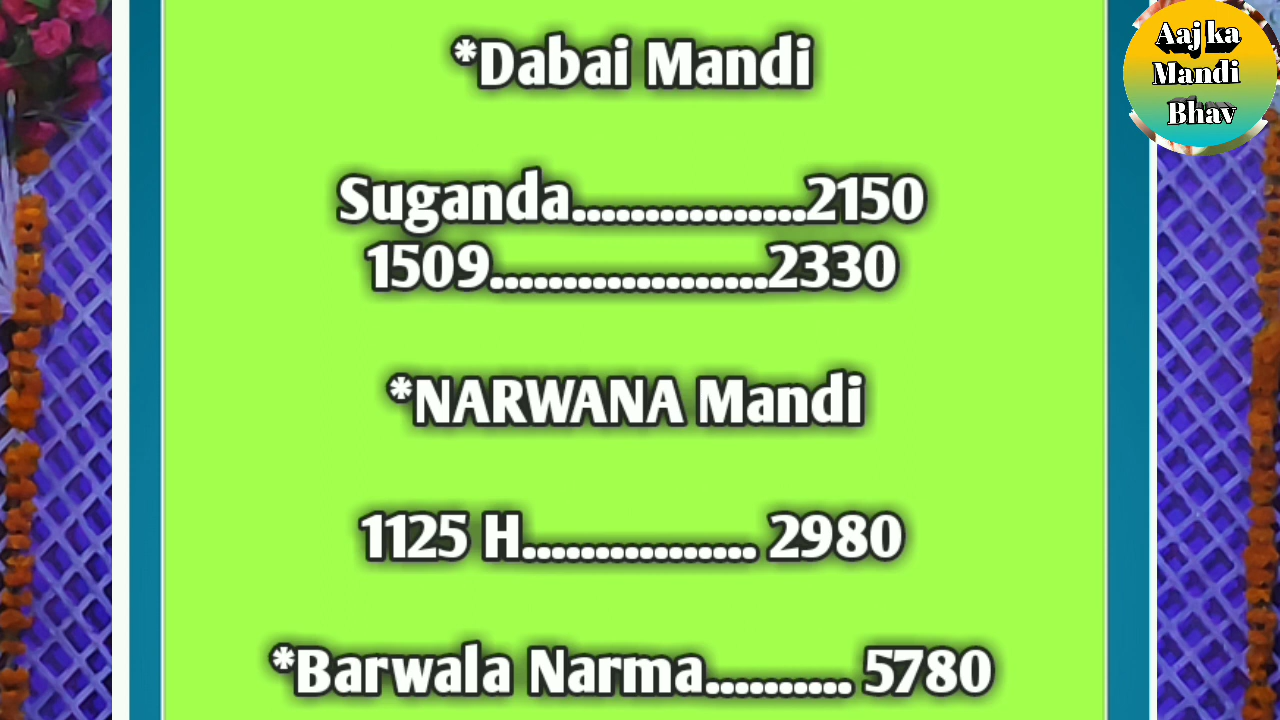 *Dabai Mandi
Suganda................2150
1509...................2330
*NARWANA Mandi
1125 H................ 2980
*Barwala Narma.......... 5780
Aaj ka
Mandi
Bhav